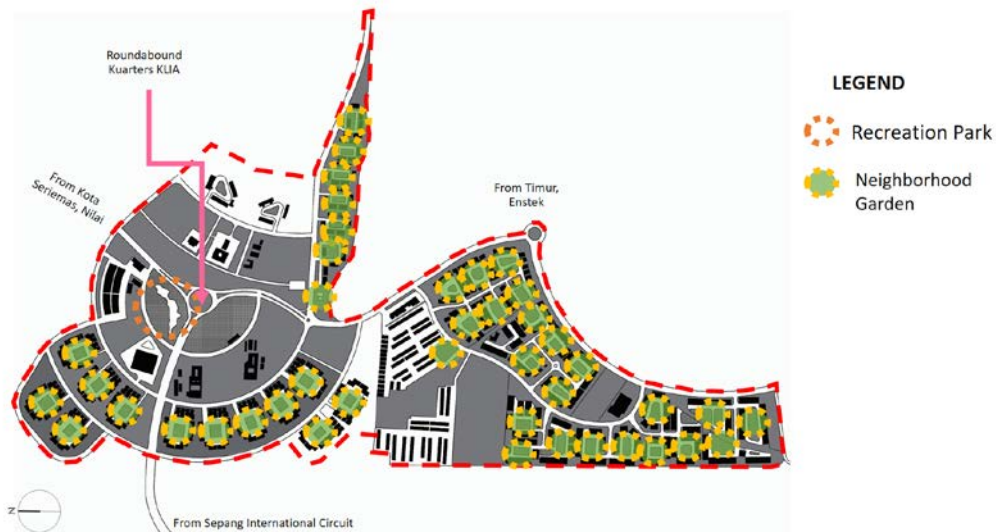 Roundabound
Kuarters KLIA
From Kota
Seriemas, Nilai
From Timur,
Enstek
From Sepang International Circuit
N
LEGEND
Recreation Park
Neighborhood
Garden